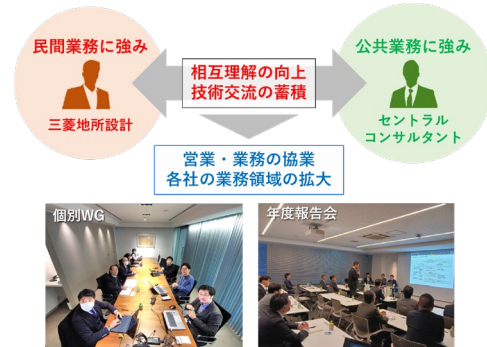 民間業務に強み
三菱地所設計
相互理解の向上
技術交流の蓄積
公共業務に強み
セントラル
コンサルタント
営業・業務の協業
各社の業務領域の拡大
個別WG
年度報告会